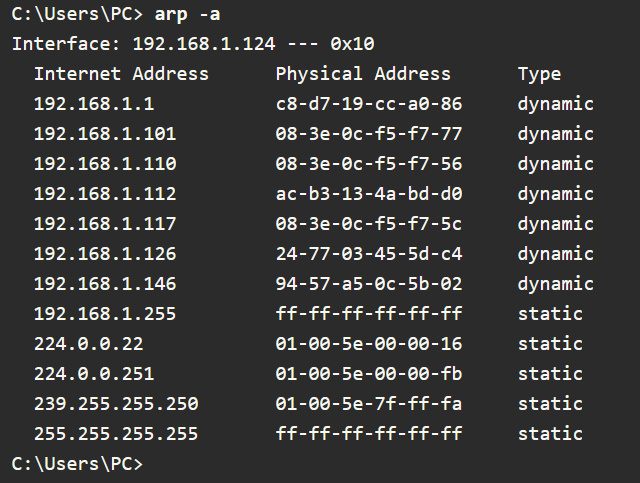 C:\Users\PC> arp -a
Interface: 192.168.1.124 --- 0x10
Internet Address Physical Address Type
192.168.1.1 c8-d7-19-cc-a0-86 dynamic
192.168.1.101 08-3e-0c-f5-f7-77 dynamic
192.168.1.110 08-3e-0c-f5-f7-56 dynamic
192.168.1.112 ac-b3-13-4a-bd-d0 dynamic
192.168.1.117 08-3e-0c-f5-f7-5c dynamic
192.168.1.126 24-77-03-45-5d-c4 dynamic
192.168.1.146 94-57-a5-0c-5b-02 dynamic
192.168.1.255 ff-ff-ff-ff-ff-ff static
224.0.0.22 01-00-5e-00-00-16 static
224.0.0.251 01-00-5e-00-00-fb static
239.255.255.250 01-00-5e-7f-ff-fa static
255.255.255.255 ff-ff-ff-ff-ff-ff static
C:\Users\PC>